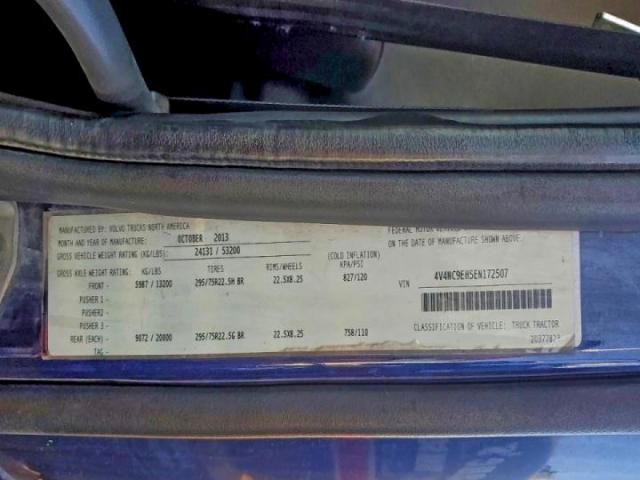 MANUFACTURED BY: VOLVO TRUCKS NORTH AMERICA
MONTH AND YEAR OF MANUFACTURE: OCTOBER 2013
GROSS VEHICLE WEIGHT RATING (KG/LBS): 24131 / 53200
GROSS AXLE WEIGHT RATING: KG/LBS TIRES RIMS/WHEELS (COLD INFLATION) KPA/PSI
FRONT - 5987 / 13200 295/75R22.5H BR 22.5X8.25 827/120
PUSHER 1 -
PUSHER2 -
PUSHER 3 -
REAR (EACH) - 9072 / 20000 295/75R22.5G BR 22.5X8.25 758/110
TAG -
FEDERAL MOTOR
ON THE DATE OF MANUFACTURE SHOWN ABOVE.
VIN 4V4NC9EH5EN172507
CLASSIFICATION OF VEHICLE: TRUCK TRACTOR